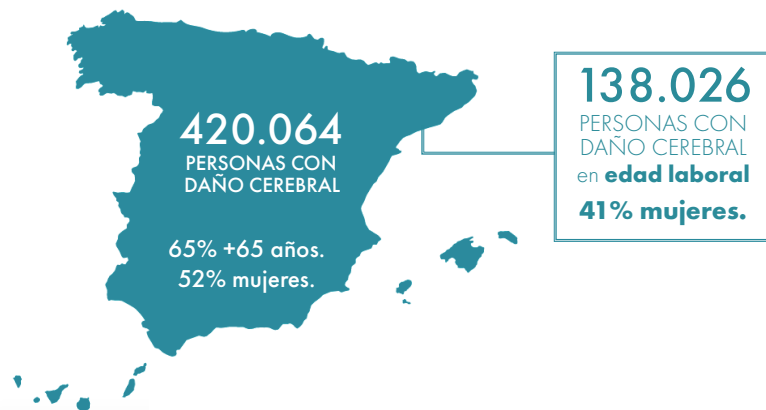 420.064
PERSONAS CON
DAÑO CEREBRAL
65% +65 años.
52% mujeres.
138.026
PERSONAS CON
DAÑO CEREBRAL
en edad laboral
41% mujeres.